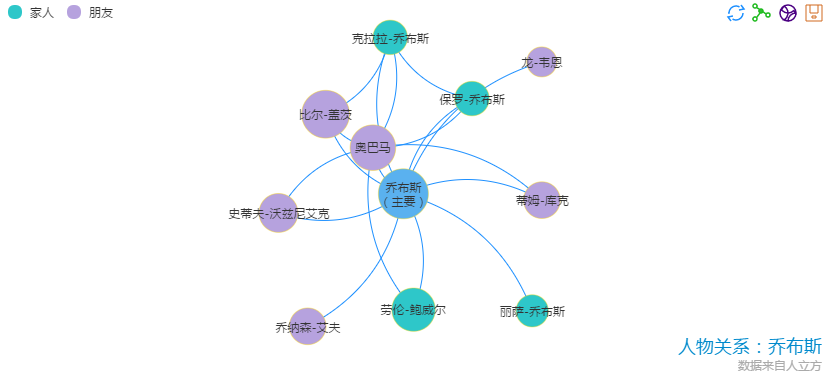 家人
朋友
克拉拉-乔布斯
龙-韦恩
保罗-乔布斯
比尔-盖茨
奥巴马
乔布斯
（主要）
蒂姆-库克
史蒂夫-沃兹尼艾克
劳伦-鲍威尔
丽萨-乔布斯
乔纳森-艾夫
人物关系：乔布斯
数据来自人立方